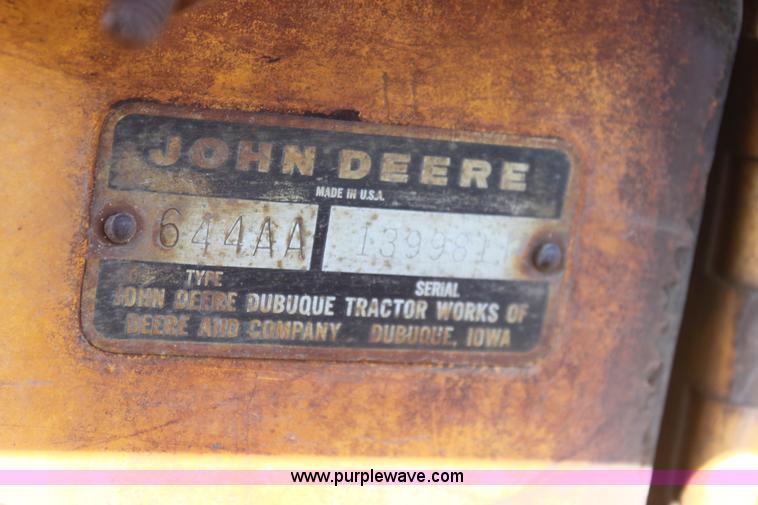 JOHN DEERE
MADE IN U.S.A.
644AA
TYPE SERIAL
JOHN DEERE DUBUQUE TRACTOR WORKS OF
DEERE AND COMPANY DUBUQUE, IOWA
www.purplewave.com